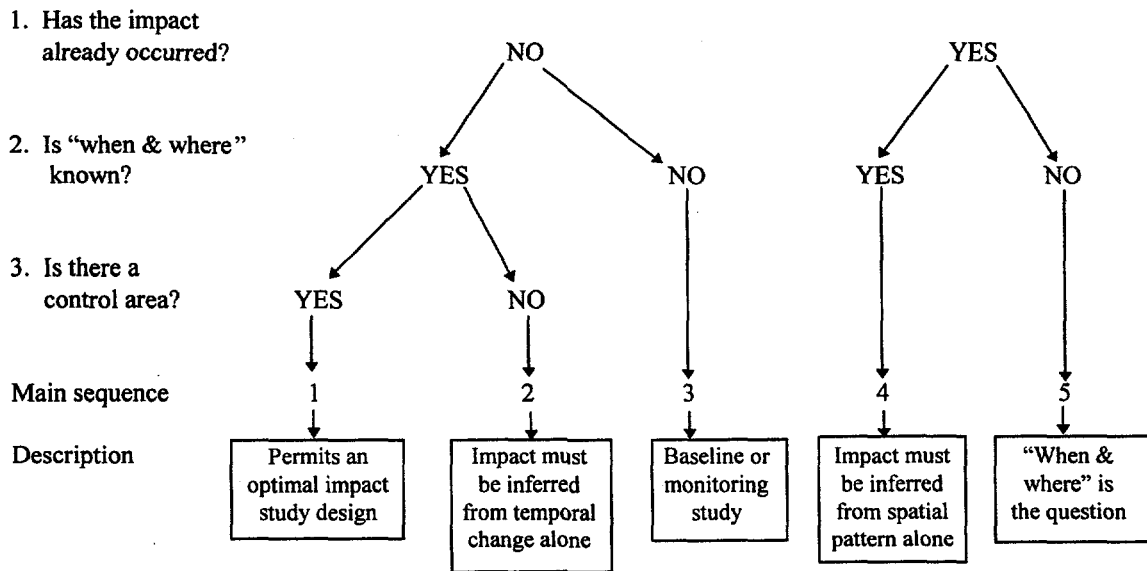 1. Has the impact
already occurred?
NO
YES
2. Is “when & where”
known?
YES
NO
YES
NO
3. Is there a
control area?
YES
NO
Main sequence
1
2
3
4
5
Description
Permits an
optimal impact
study design
Impact must
be inferred
from temporal
change alone
Baseline or
monitoring
study
Impact must
be inferred
from spatial
pattern alone
“When &
where” is
the question